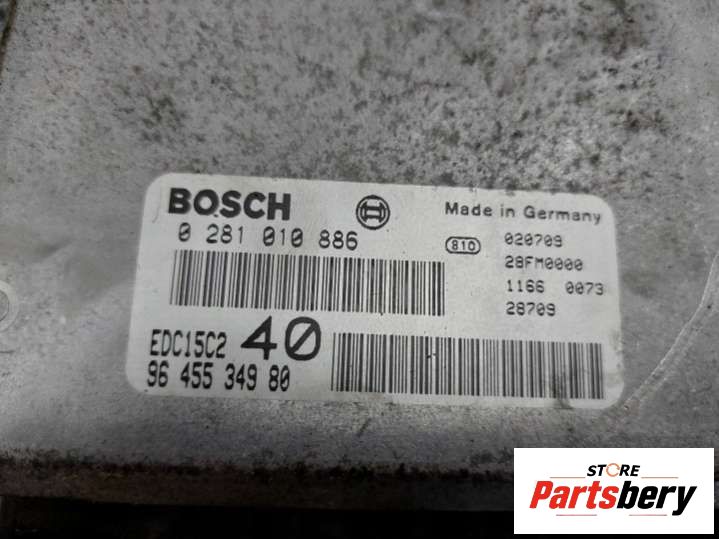 BOSCH
Made in Germany
0 281 010 886
810
020709
28FM0000
1166 0073
28709
EDC15C2 40
96 455 349 80
STORE
Partsbery